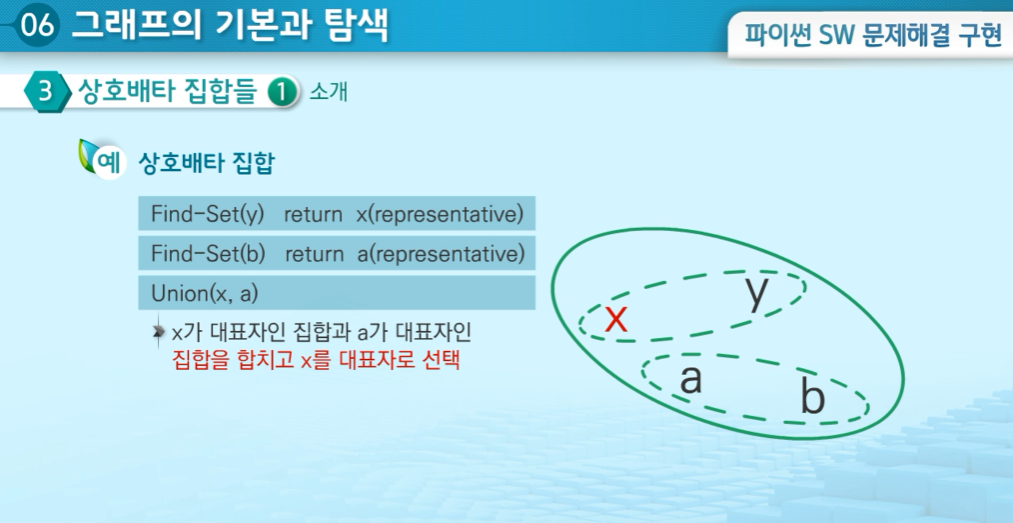 06 그래프의 기본과 탐색
파이썬 SW 문제해결 구현
3 상호배타 집합들 1 소개
예 상호배타 집합
Find-Set(y) return x(representative)
Find-Set(b) return a(representative)
Union(x, a)
x가 대표자인 집합과 a가 대표자인
집합을 합치고 x를 대표자로 선택
x y
a b